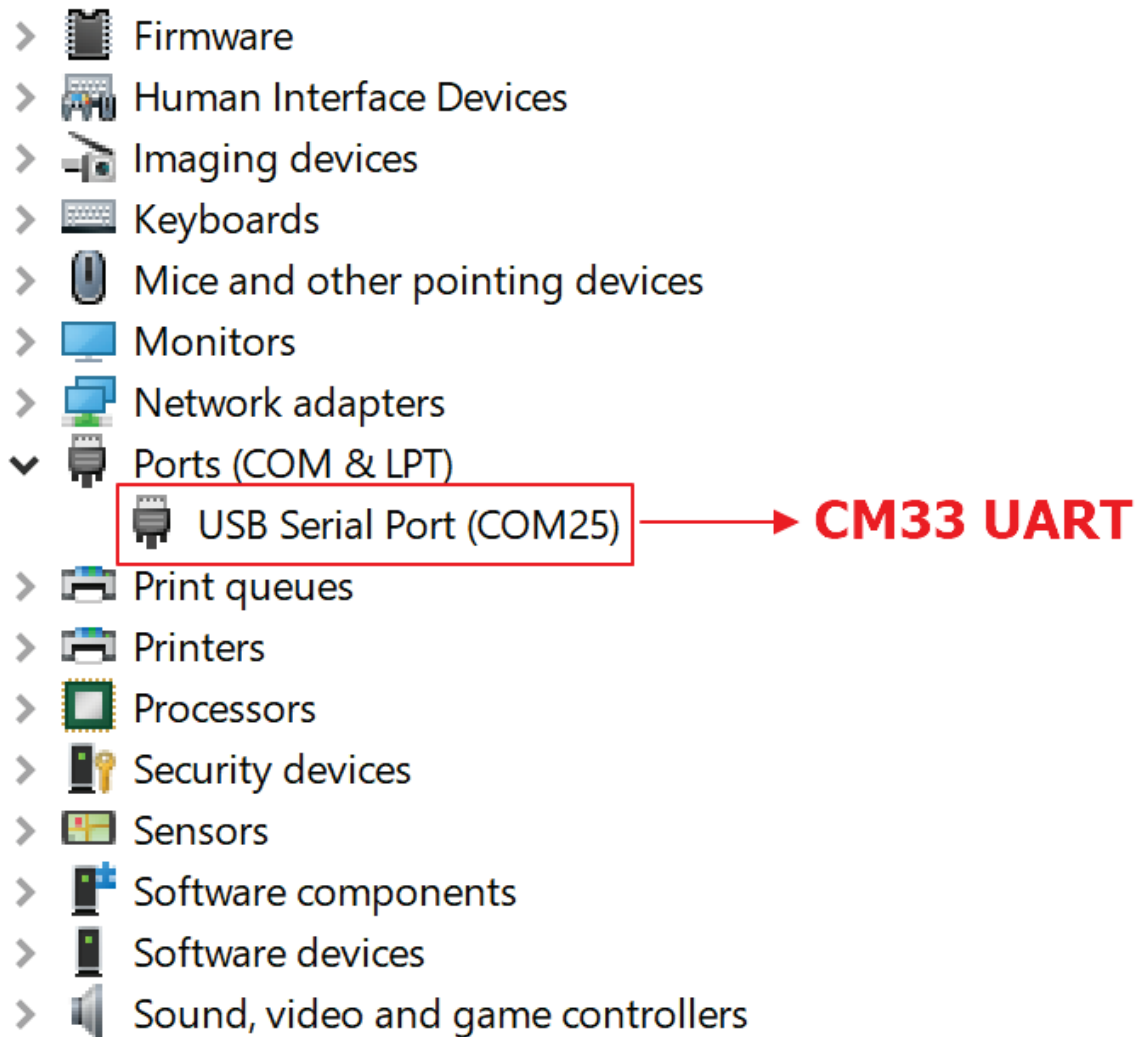 Firmware
Human Interface Devices
Imaging devices
Keyboards
Mice and other pointing devices
Monitors
Network adapters
Ports (COM & LPT)
USB Serial Port (COM25) CM33 UART
Print queues
Printers
Processors
Security devices
Sensors
Software components
Software devices
Sound, video and game controllers